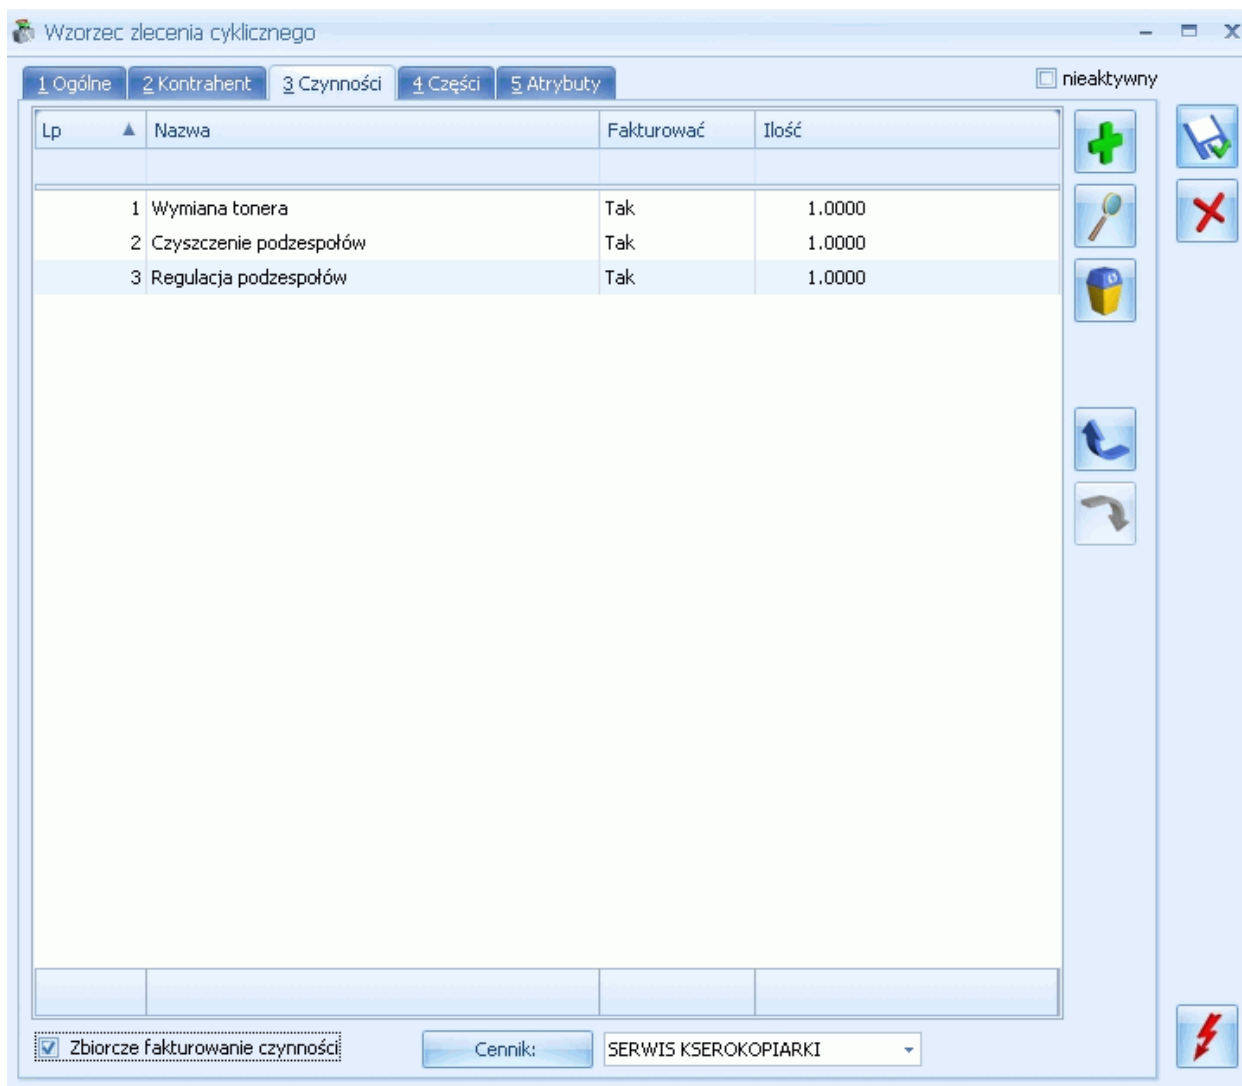 Wzorzec zlecenia cyklicznego
1 Ogólne 2 Kontrahent 3 Czynności 4 Części 5 Atrybuty nieaktywny
Lp Nazwa Fakturować Ilość
1 Wymiana tonera Tak 1.0000
2 Czyszczenie podzespołów Tak 1.0000
3 Regulacja podzespołów Tak 1.0000
Zbiorcze fakturowanie czynności Cennik: SERWIS KSEROKOPIARKI